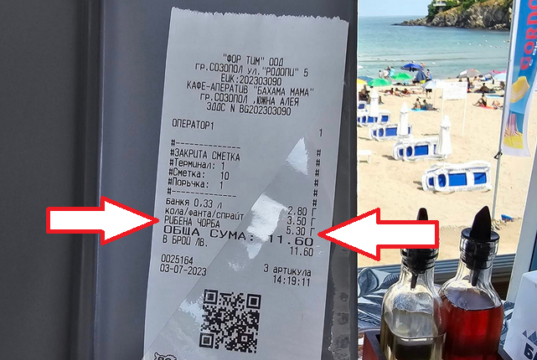 "ФОР ТИМ" ООД
гр.СОЗОПОЛ ул."РОДОПИ" 5
ЕИК:202303090
КАФЕ-АПЕРАТИВ "БАХАМА МАМА"
гр.СОЗОПОЛ ,ЮЖНА АЛЕЯ
ЗДДС N BG202303090
ОПЕРАТОР1 1
#--------------- #
#ЗАКРИТА СМЕТКА #
#Терминал: 1 #
#Сметка: 10 #
#Поръчка: 1 #
#--------------- #
банкя 0,33 л 2.80 Г
кола/фанта/спрайт 3.50 Г
РИБЕНА ЧОРБА 5.30 Г
ОБЩА СУМА: 11.60
В БРОЙ ЛВ. 11.60
0025164 3 артикула
03-07-2023 14:19:11